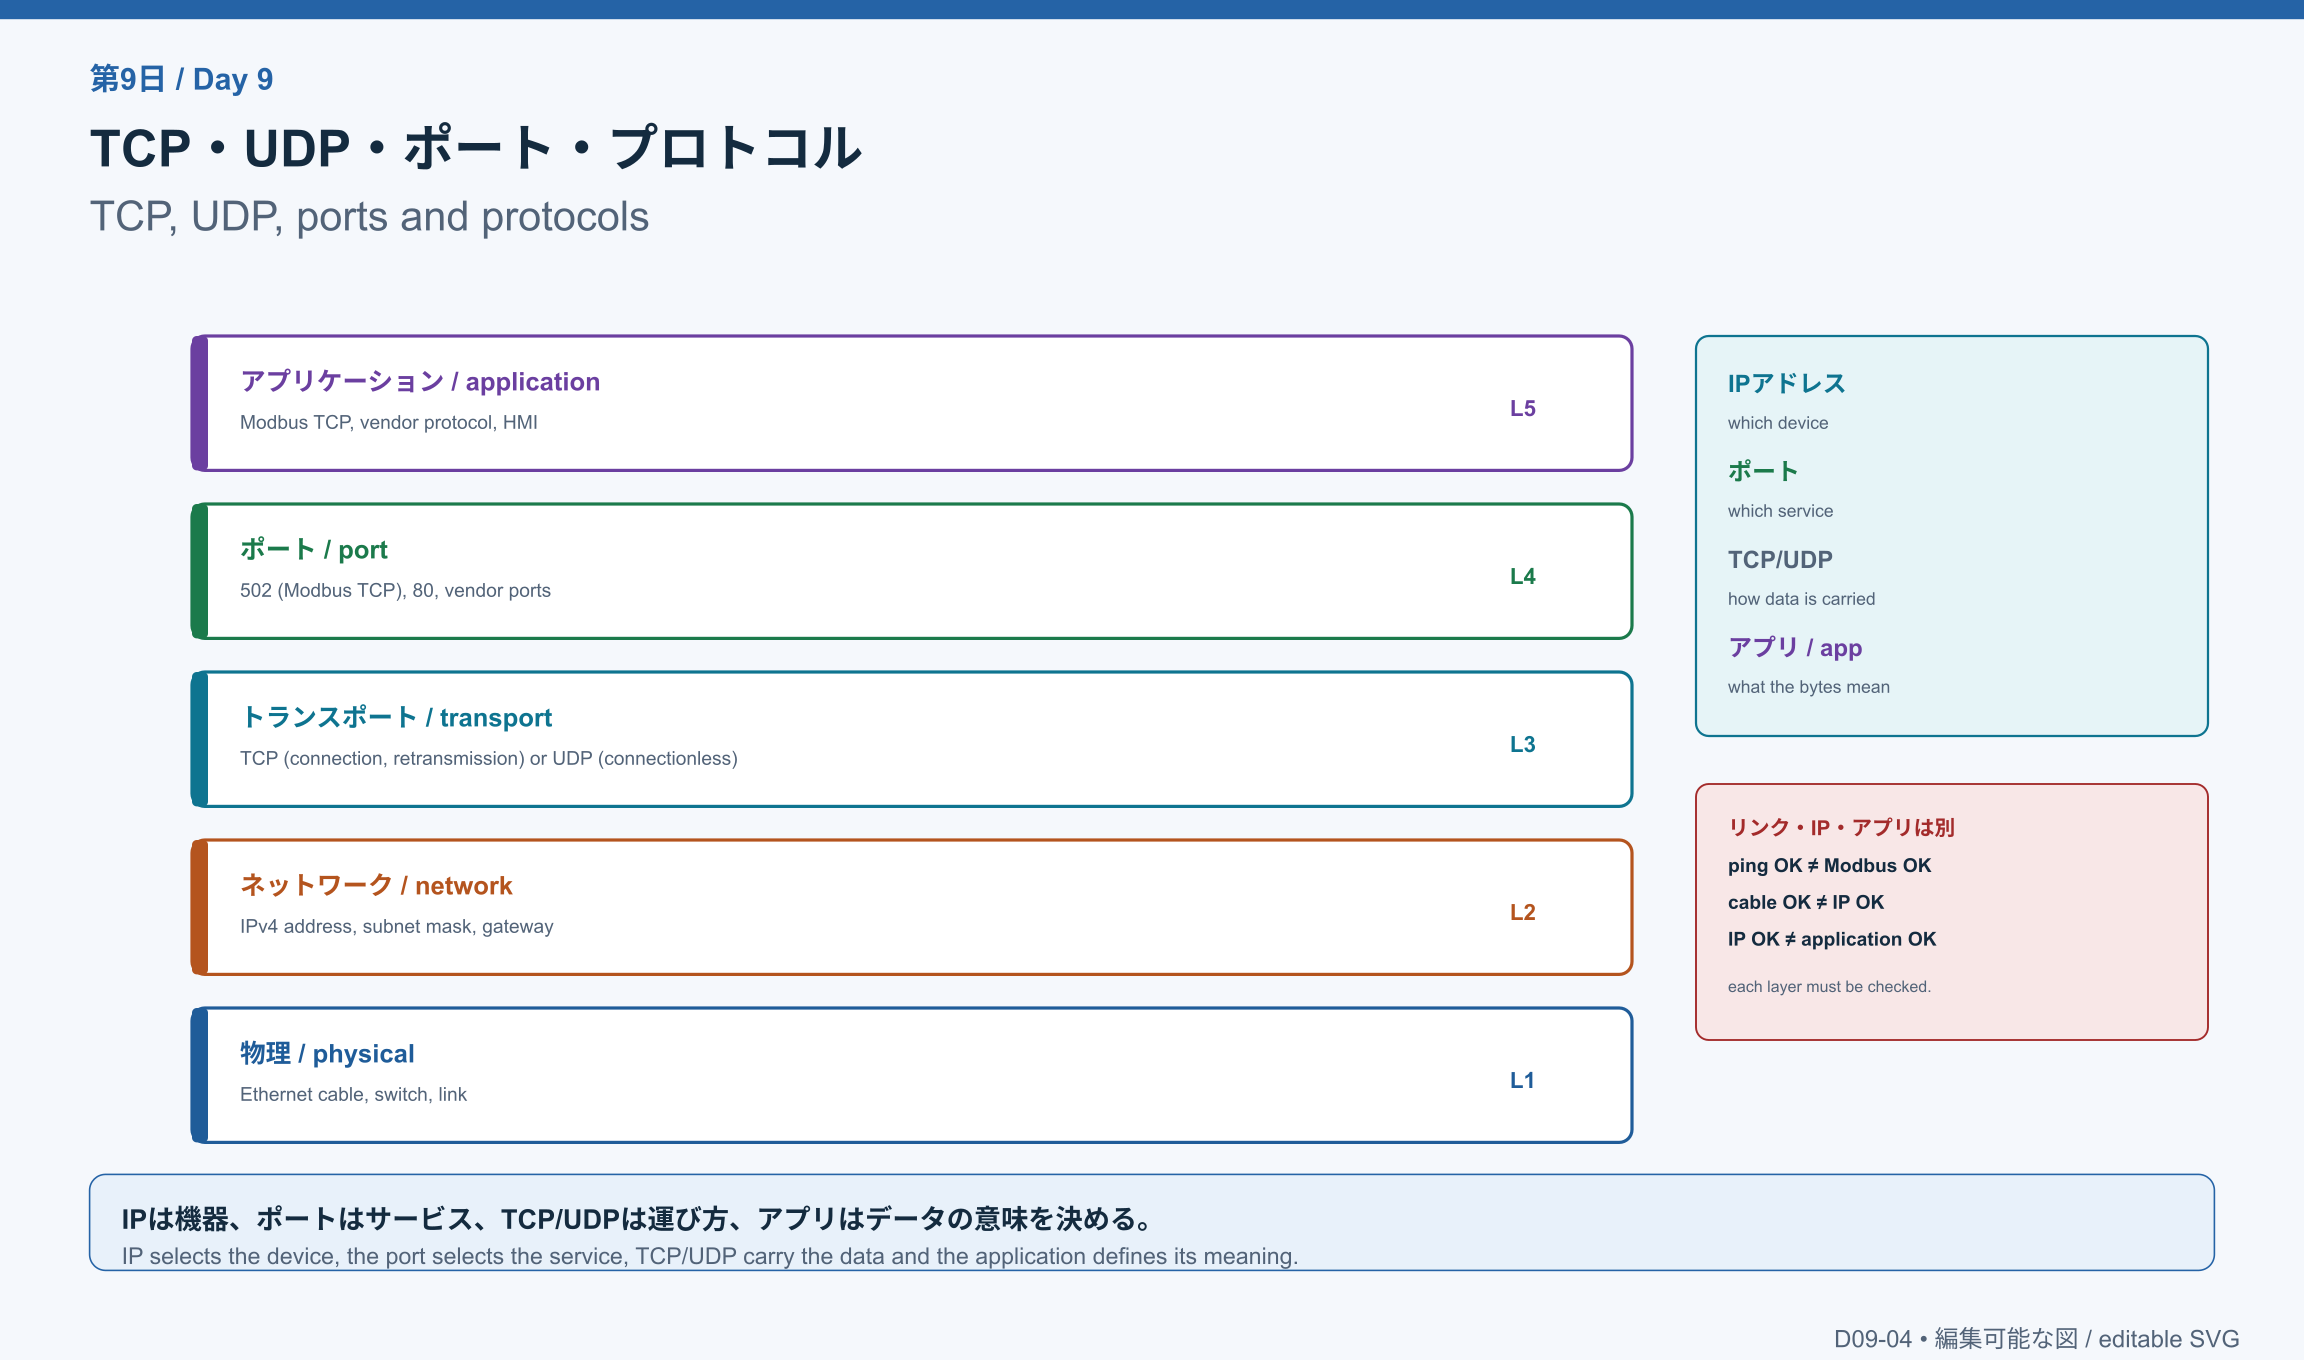 第9日 / Day 9
TCP・UDP・ポート・プロトコル
TCP, UDP, ports and protocols
アプリケーション / application
Modbus TCP, vendor protocol, HMI
L5
ポート / port
502 (Modbus TCP), 80, vendor ports
L4
トランスポート / transport
TCP (connection, retransmission) or UDP (connectionless)
L3
ネットワーク / network
IPv4 address, subnet mask, gateway
L2
物理 / physical
Ethernet cable, switch, link
L1
IPアドレス
which device
ポート
which service
TCP/UDP
how data is carried
アプリ / app
what the bytes mean
リンク・IP・アプリは別
ping OK ≠ Modbus OK
cable OK ≠ IP OK
IP OK ≠ application OK
each layer must be checked.
IPは機器、ポートはサービス、TCP/UDPは運び方、アプリはデータの意味を決める。
IP selects the device, the port selects the service, TCP/UDP carry the data and the application defines its meaning.
D09-04 • 編集可能な図 / editable SVG